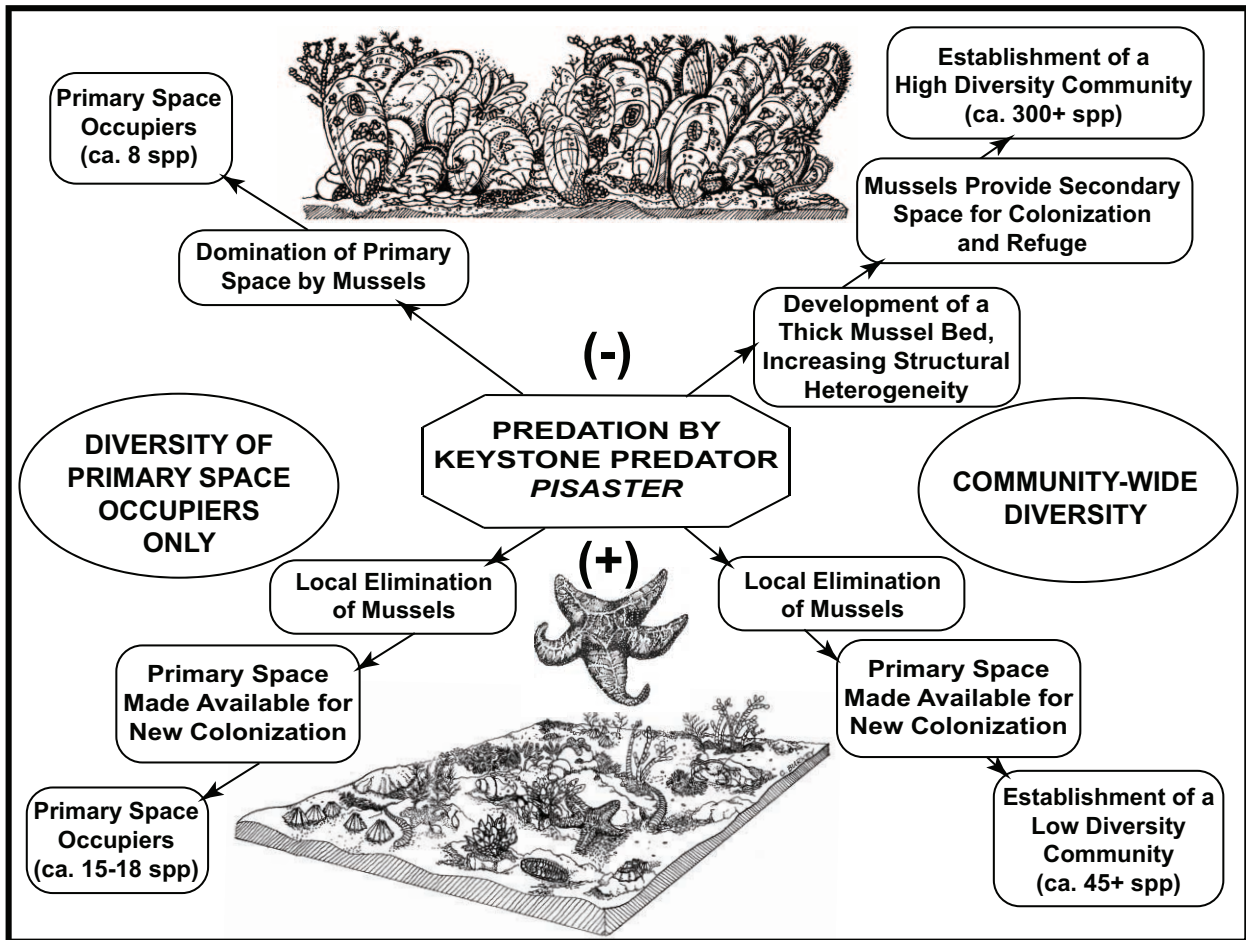 Primary Space
Occupiers
(ca. 8 spp)
Domination of Primary
Space by Mussels
Establishment of a
High Diversity Community
(ca. 300+ spp)
Mussels Provide Secondary
Space for Colonization
and Refuge
Development of a
Thick Mussel Bed,
Increasing Structural
Heterogeneity
(-)
PREDATION BY
KEYSTONE PREDATOR
PISASTER
DIVERSITY OF
PRIMARY SPACE
OCCUPIERS
ONLY
COMMUNITY-WIDE
DIVERSITY
(+)
Local Elimination
of Mussels
Primary Space
Made Available for
New Colonization
Primary Space
Occupiers
(ca. 15-18 spp)
Local Elimination
of Mussels
Primary Space
Made Available for
New Colonization
Establishment of a
Low Diversity
Community
(ca. 45+ spp)